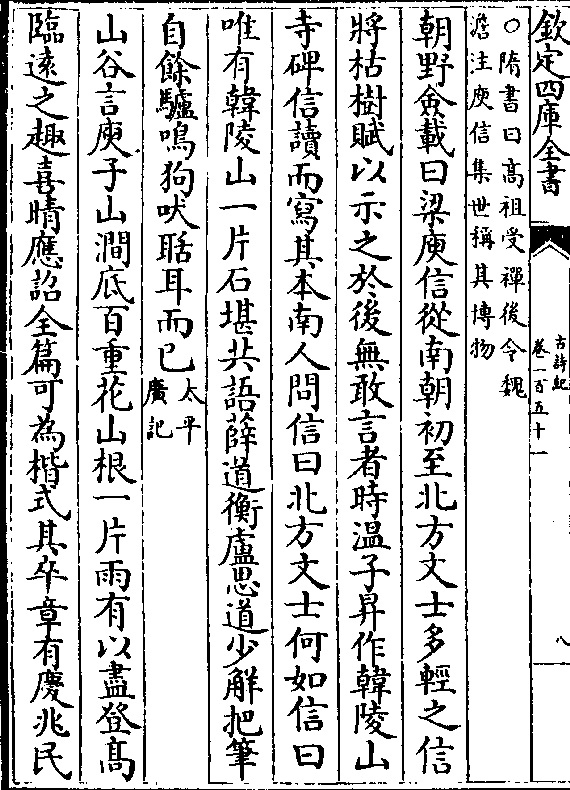 欽定四庫全書
古詩紀
卷一百五十一
八
○隋書曰高祖受禪後令魏
澹注庾信集世稱其博物
朝野僉載曰梁庾信從南朝初至北方文士多輕之信
將枯樹賦以示之於後無敢言者時溫子昇作韓陵山
寺碑信讀而寫其本南人問信曰北方文士何如信曰
唯有韓陵山一片石堪共語薛道衡盧思道少解把筆
自餘驢鳴狗吠聒耳而已
太平
廣記
山谷言庾子山澗底百重花山根一片雨有以盡登高
臨遠之趣喜晴應詔全篇可為楷式其卒章有慶兆民